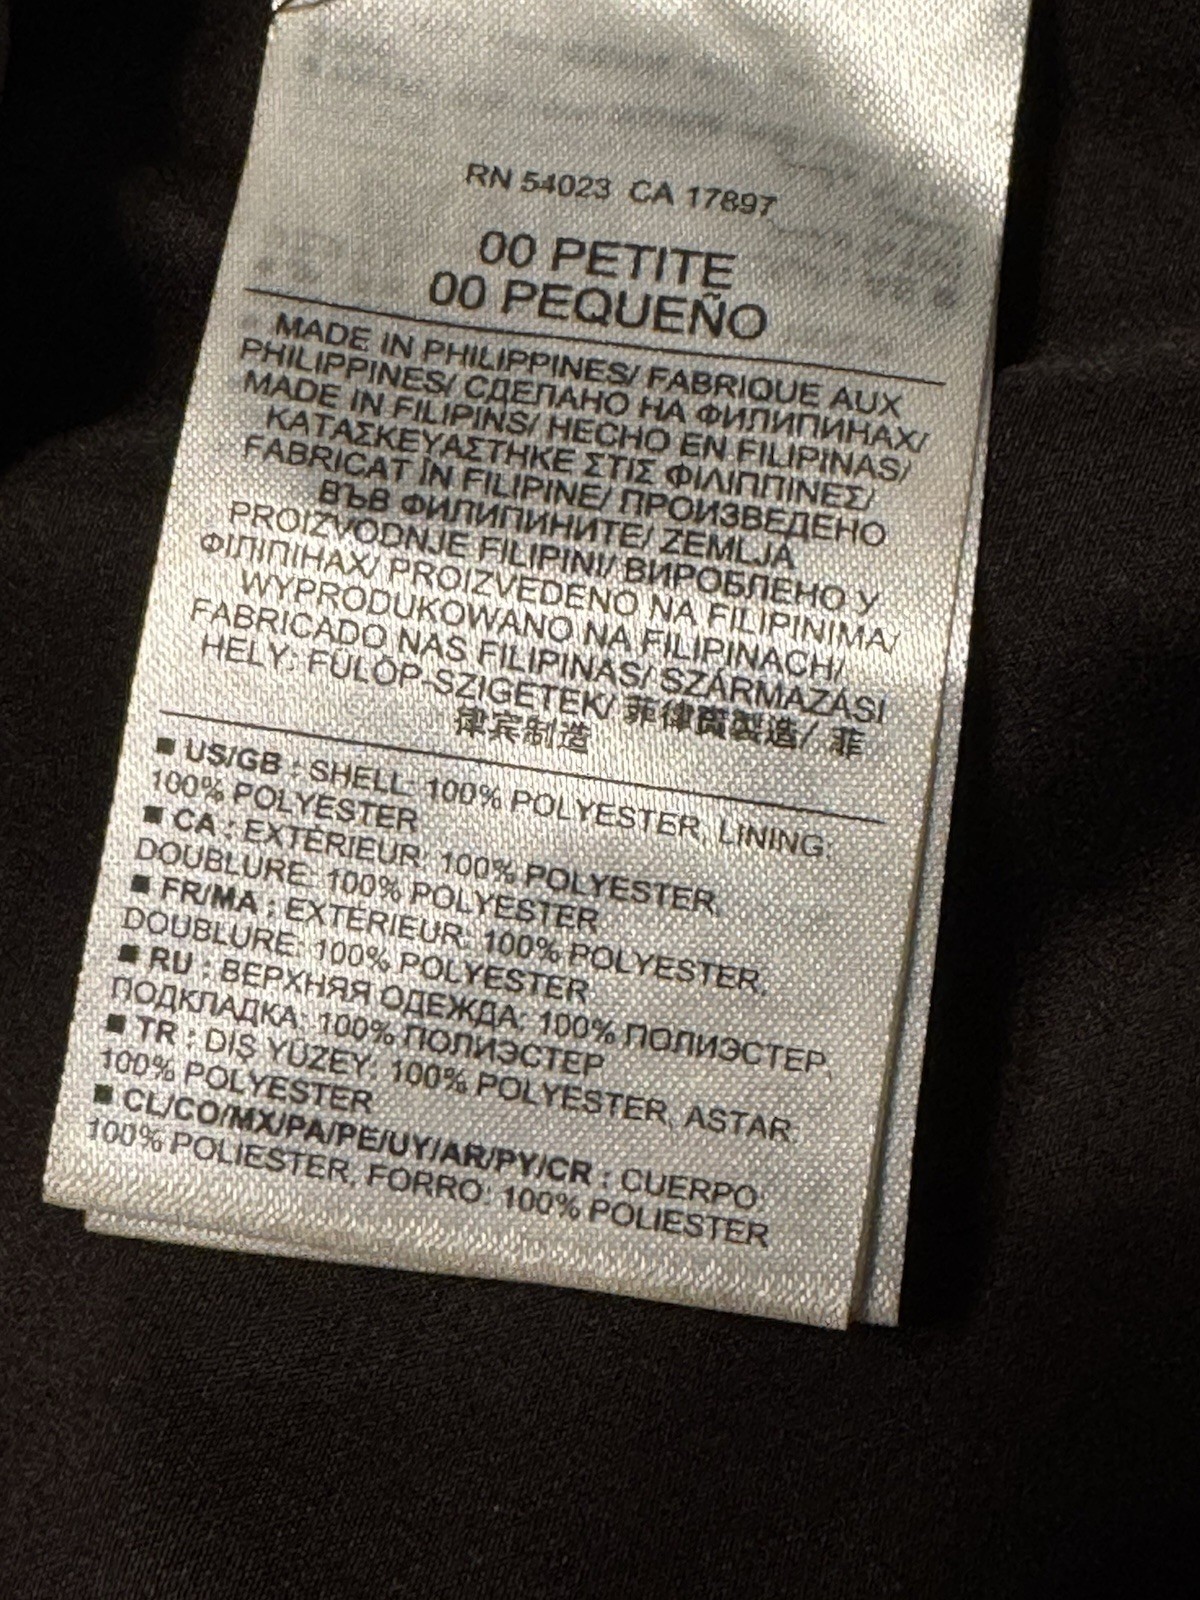 RN 54023 CA 17897
00 PETITE
00 PEQUEÑO
MADE IN PHILIPPINES/ FABRIQUE AUX
PHILIPPINES/ СДЕЛАНО НА ФИЛИПИНАХ/
MADE IN FILIPINS/ HECHO EN FILIPINAS/
ΚΑΤΑΣΚΕΥΑΣΤΗΚΕ ΣΤΙΣ ΦΙΛΙΠΠΙΝΕΣ/
FABRICAT ÎN FILIPINE/ ПРОИЗВЕДЕНО
ВЪВ ФИЛИПИНИТЕ/ ZEMLJA
PROIZVODNJE FILIPINI/ ВИРОБЛЕНО У
ФІЛІПІНАХ/ PROIZVEDENO NA FILIPINIMA/
WYPRODUKOWANO NA FILIPINACH/
FABRICADO NAS FILIPINAS/ SZÁRMAZÁSI
HELY: FÜLÖP-SZIGETEK/ 菲律賓製造/ 菲
律宾制造
■ US/GB : SHELL: 100% POLYESTER, LINING:
100% POLYESTER
■ CA : EXTÉRIEUR: 100% POLYESTER,
DOUBLURE: 100% POLYESTER
■ FR/MA : EXTÉRIEUR: 100% POLYESTER,
DOUBLURE: 100% POLYESTER
■ RU : ВЕРХНЯЯ ОДЕЖДА: 100% ПОЛИЭСТЕР,
ПОДКЛАДКА: 100% ПОЛИЭСТЕР
■ TR : DIŞ YÜZEY: 100% POLYESTER, ASTAR:
100% POLYESTER
■ CL/CO/MX/PA/PE/UY/AR/PY/CR : CUERPO:
100% POLIESTER, FORRO: 100% POLIESTER